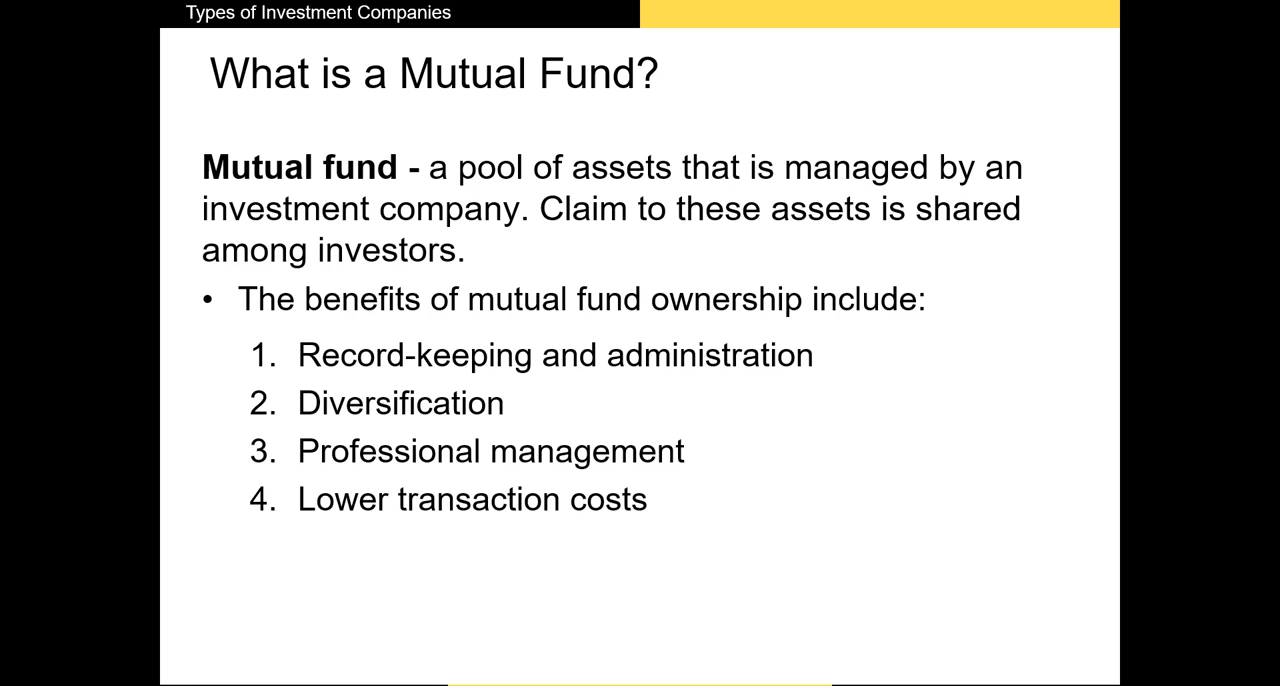 Types of Investment Companies
What is a Mutual Fund?
Mutual fund - a pool of assets that is managed by an
investment company. Claim to these assets is shared
among investors.
• The benefits of mutual fund ownership include:
1. Record-keeping and administration
2. Diversification
3. Professional management
4. Lower transaction costs